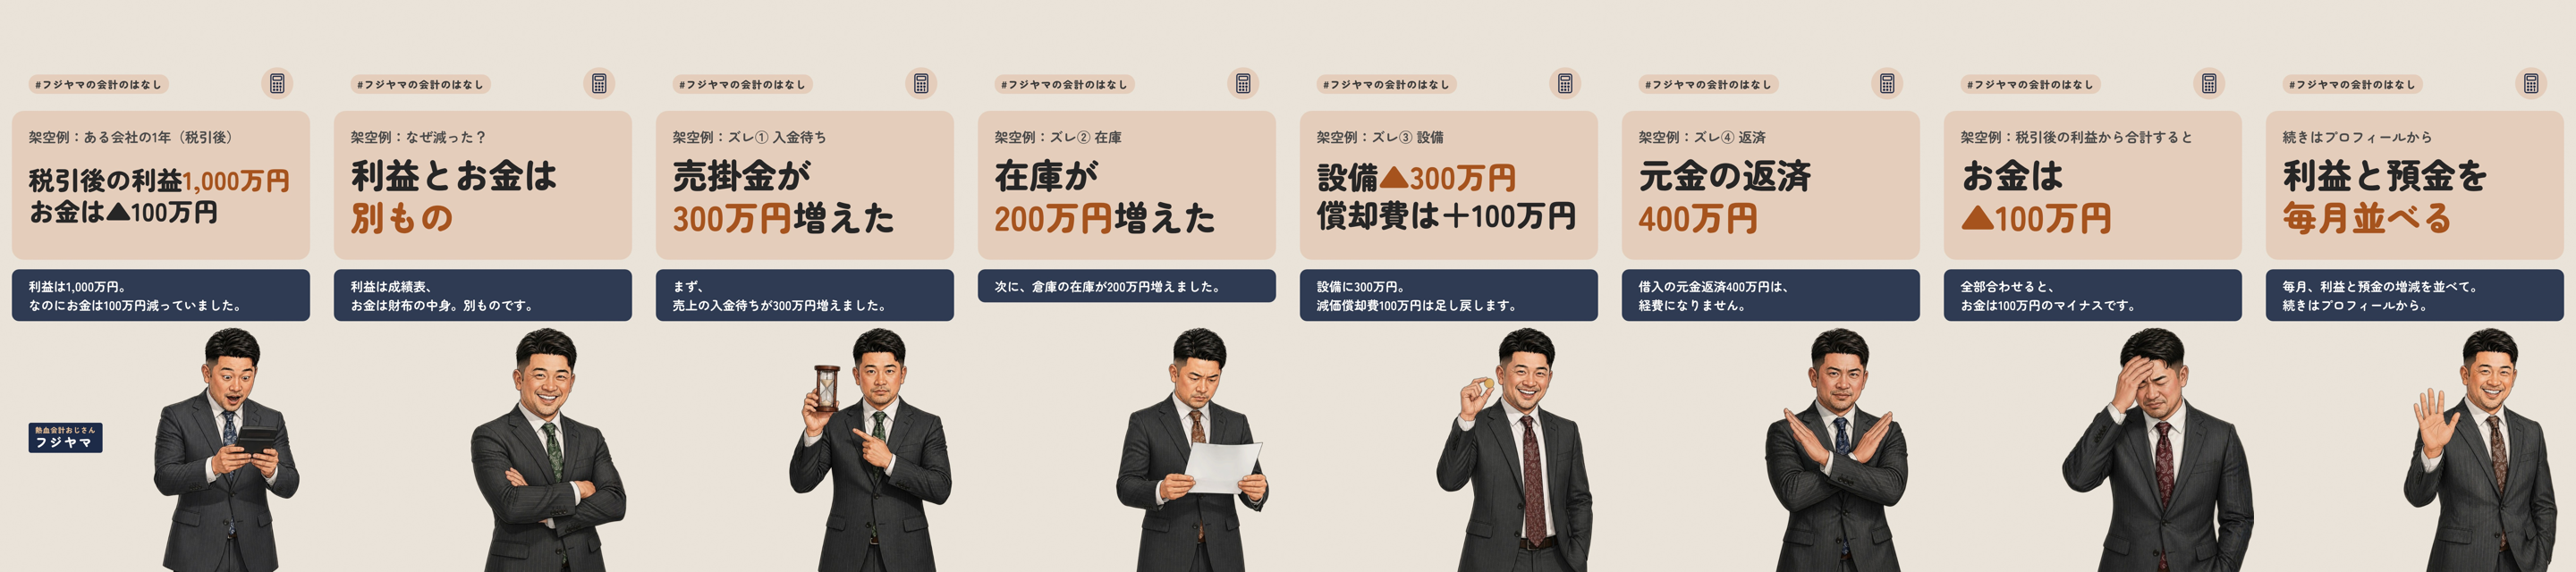 #フジヤマの会計のはなし
架空例：ある会社の1年（税引後）
税引後の利益1,000万円
お金は▲100万円
利益は1,000万円。
なのにお金は100万円減っていました。
熱血会計おじさん
フジヤマ
#フジヤマの会計のはなし
架空例：なぜ減った？
利益とお金は
別もの
利益は成績表、
お金は財布の中身。別ものです。
#フジヤマの会計のはなし
架空例：ズレ① 入金待ち
売掛金が
300万円増えた
まず、
売上の入金待ちが300万円増えました。
#フジヤマの会計のはなし
架空例：ズレ② 在庫
在庫が
200万円増えた
次に、倉庫の在庫が200万円増えました。
#フジヤマの会計のはなし
架空例：ズレ③ 設備
設備▲300万円
償却費は＋100万円
設備に300万円。
減価償却費100万円は足し戻します。
#フジヤマの会計のはなし
架空例：ズレ④ 返済
元金の返済
400万円
借入の元金返済400万円は、
経費になりません。
#フジヤマの会計のはなし
架空例：税引後の利益から合計すると
お金は
▲100万円
全部合わせると、
お金は100万円のマイナスです。
#フジヤマの会計のはなし
続きはプロフィールから
利益と預金を
毎月並べる
毎月、利益と預金の増減を並べて。
続きはプロフィールから。